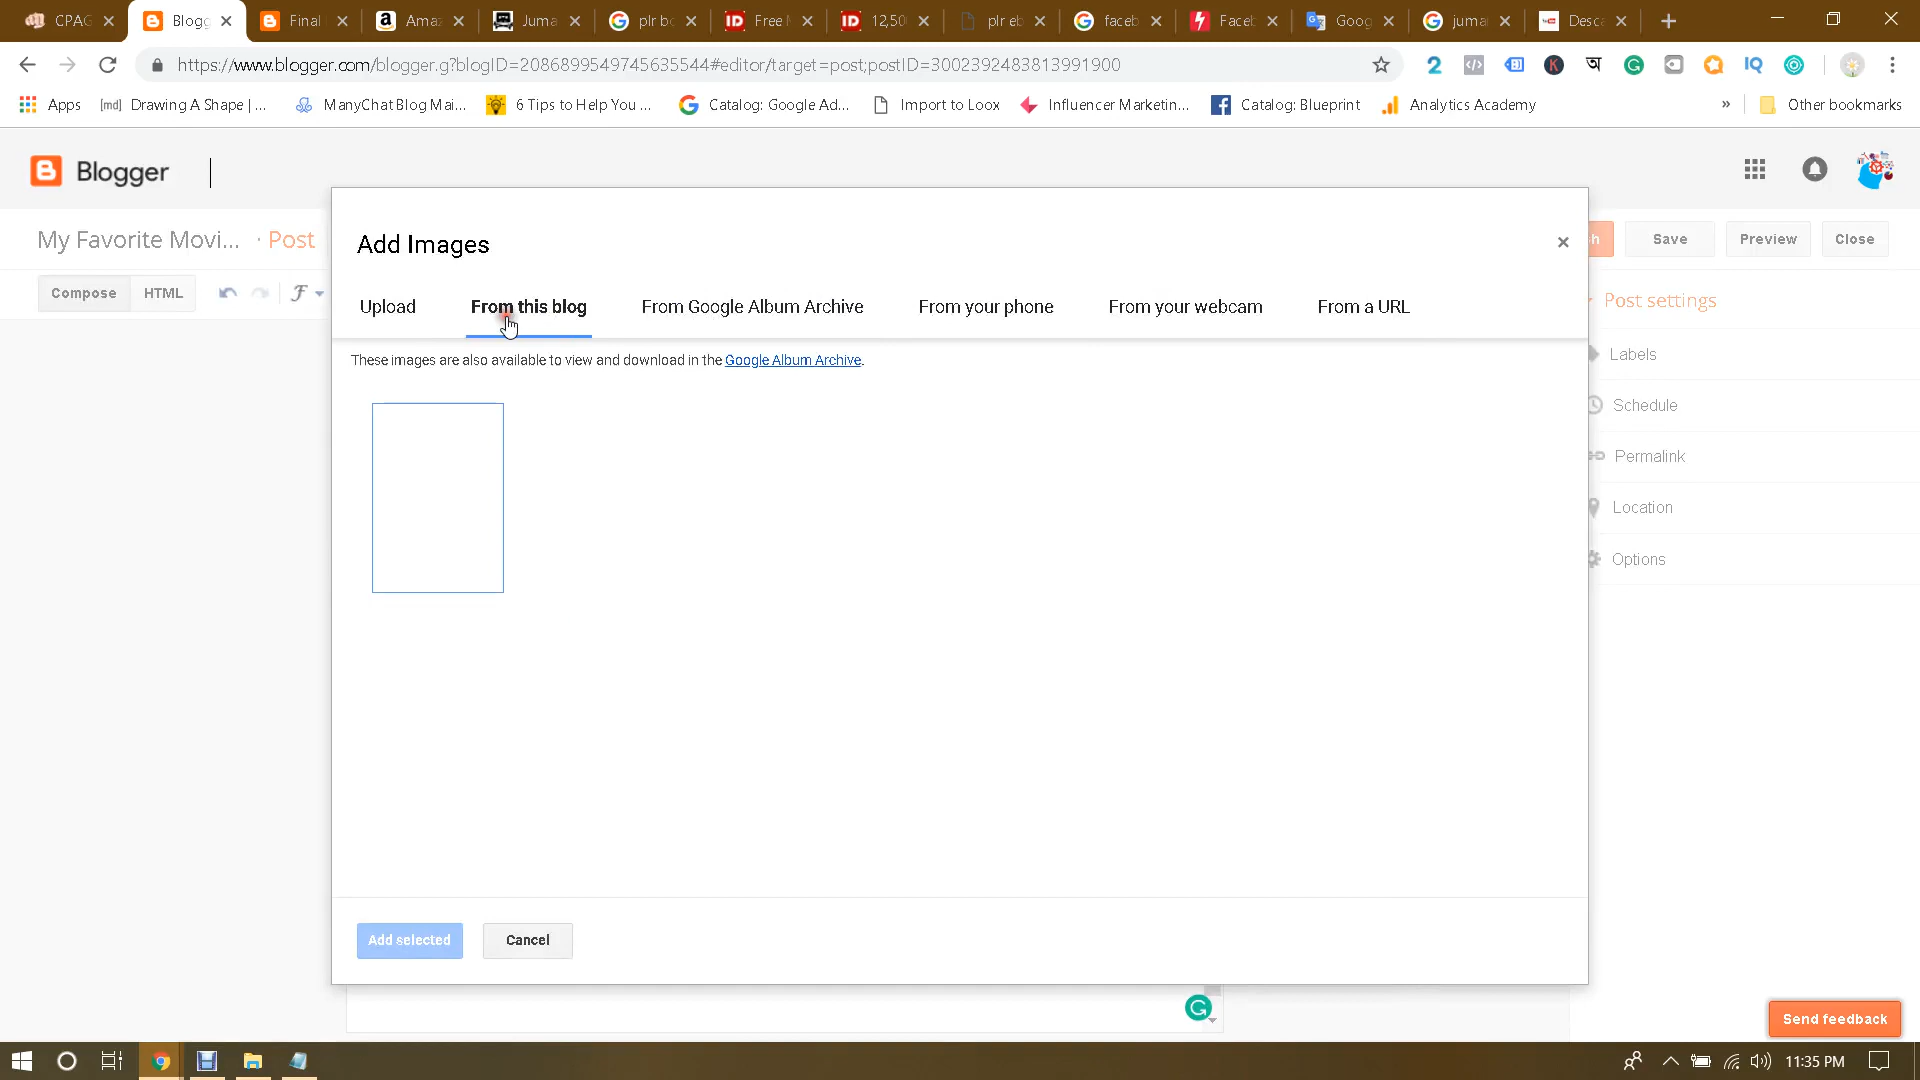 CPAG
Blogg
Final
Amaz
Juma
plr bo
Free M
12,50
plr eb
faceb
Faceb
Goog
juma
Desca
https://www.blogger.com/blogger.g?blogID=2086899549745635544#editor/target=post;postID=3002392483813991900
Apps
[md] Drawing A Shape | ...
ManyChat Blog Mai...
6 Tips to Help You ...
Catalog: Google Ad...
Import to Loox
Influencer Marketin...
Catalog: Blueprint
Analytics Academy
»
Other bookmarks
Blogger
My Favorite Movi... · Post
h
Save
Preview
Close
Compose
HTML
Add Images
Upload
From this blog
From Google Album Archive
From your phone
From your webcam
From a URL
These images are also available to view and download in the Google Album Archive.
Post settings
Labels
Schedule
Permalink
Location
Options
Add selected
Cancel
Send feedback
11:35 PM